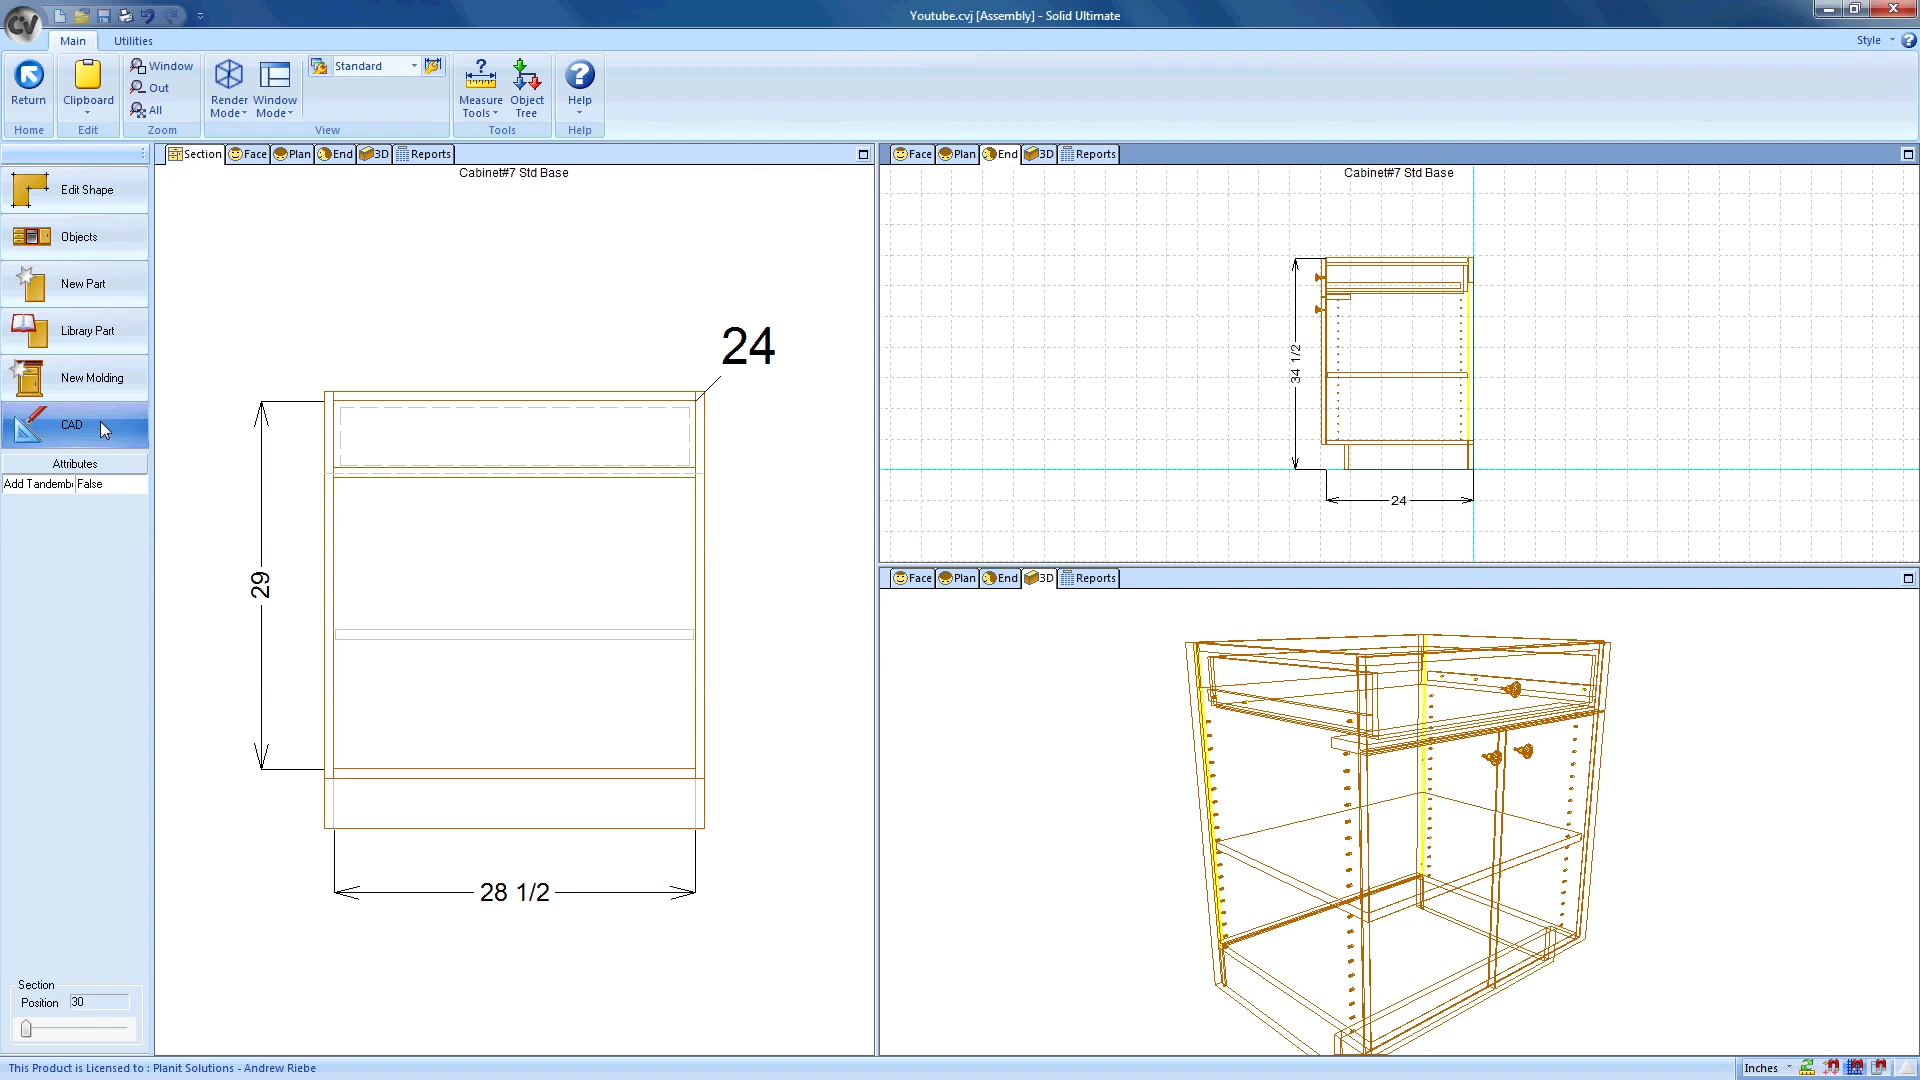 Youtube.cvj [Assembly] - Solid Ultimate
Main
Utilities
Style
Return
Clipboard
Window
Out
All
Render
Mode
Window
Mode
Standard
Measure
Tools
Object
Tree
Help
Home
Edit
Zoom
View
Tools
Help
Section
Face
Plan
End
3D
Reports
Face
Plan
End
3D
Reports
Cabinet#7 Std Base
Cabinet#7 Std Base
Edit Shape
Objects
New Part
Library Part
New Molding
CAD
Attributes
Add Tandemb
False
24
29
28 1/2
34 1/2
24
Face
Plan
End
3D
Reports
Section
Position
30
This Product is Licensed to : Planit Solutions - Andrew Riebe
Inches